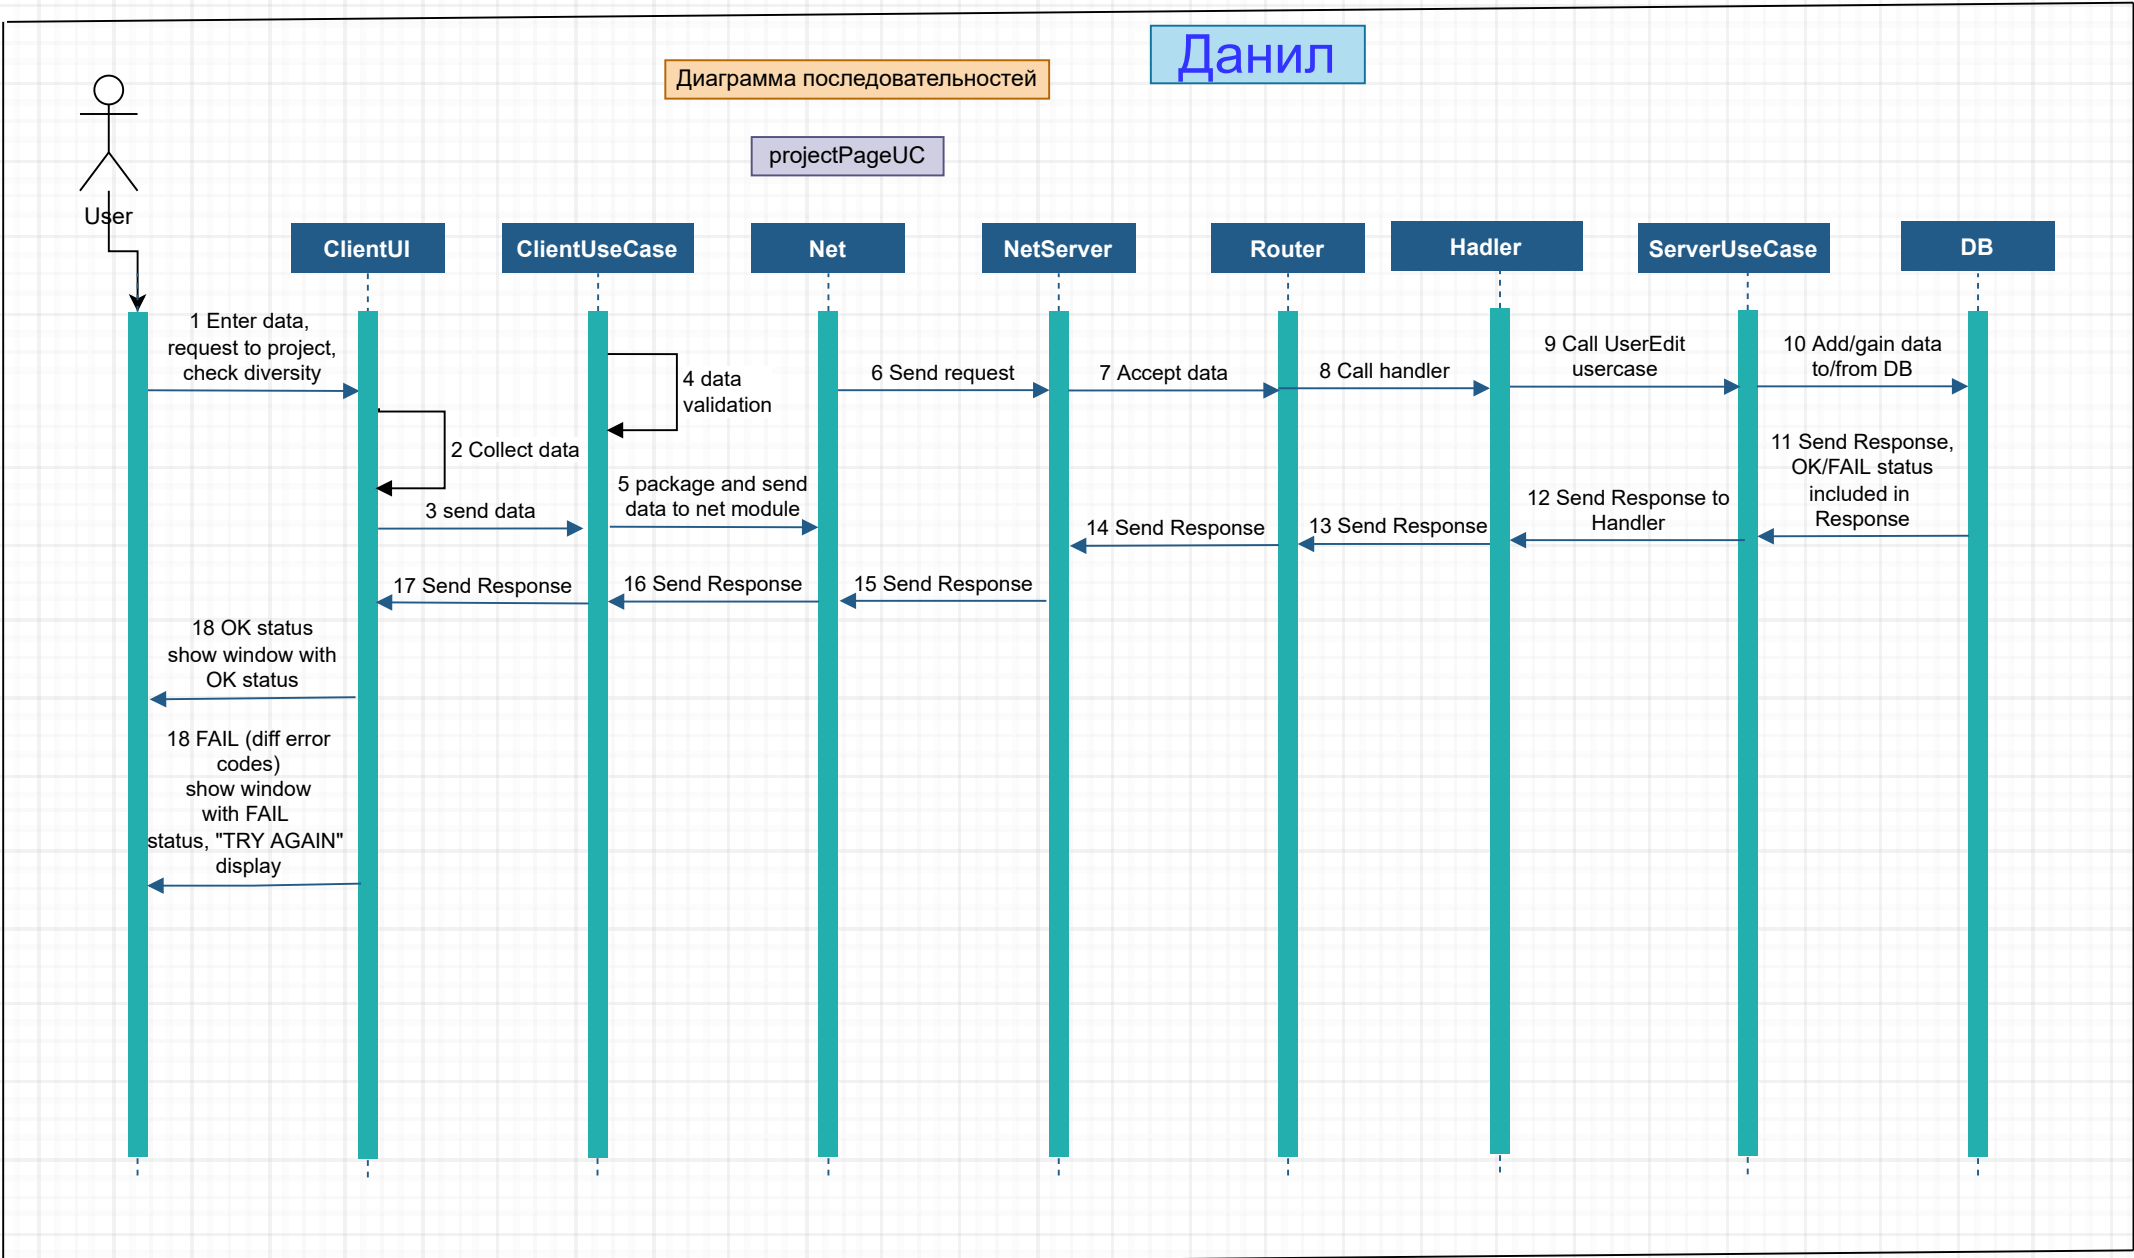 Данил
Диаграмма последовательностей
projectPageUC
User
ClientUI
ClientUseCase
Net
NetServer
Router
Hadler
ServerUseCase
DB
1 Enter data,
request to project,
check diversity
2 Collect data
3 send data
4 data
validation
5 package and send
data to net module
6 Send request
7 Accept data
8 Call handler
9 Call UserEdit
usercase
10 Add/gain data
to/from DB
11 Send Response,
OK/FAIL status
included in
Response
12 Send Response to
Handler
13 Send Response
14 Send Response
15 Send Response
16 Send Response
17 Send Response
18 OK status
show window with
OK status
18 FAIL (diff error
codes)
show window
with FAIL
status, "TRY AGAIN"
display